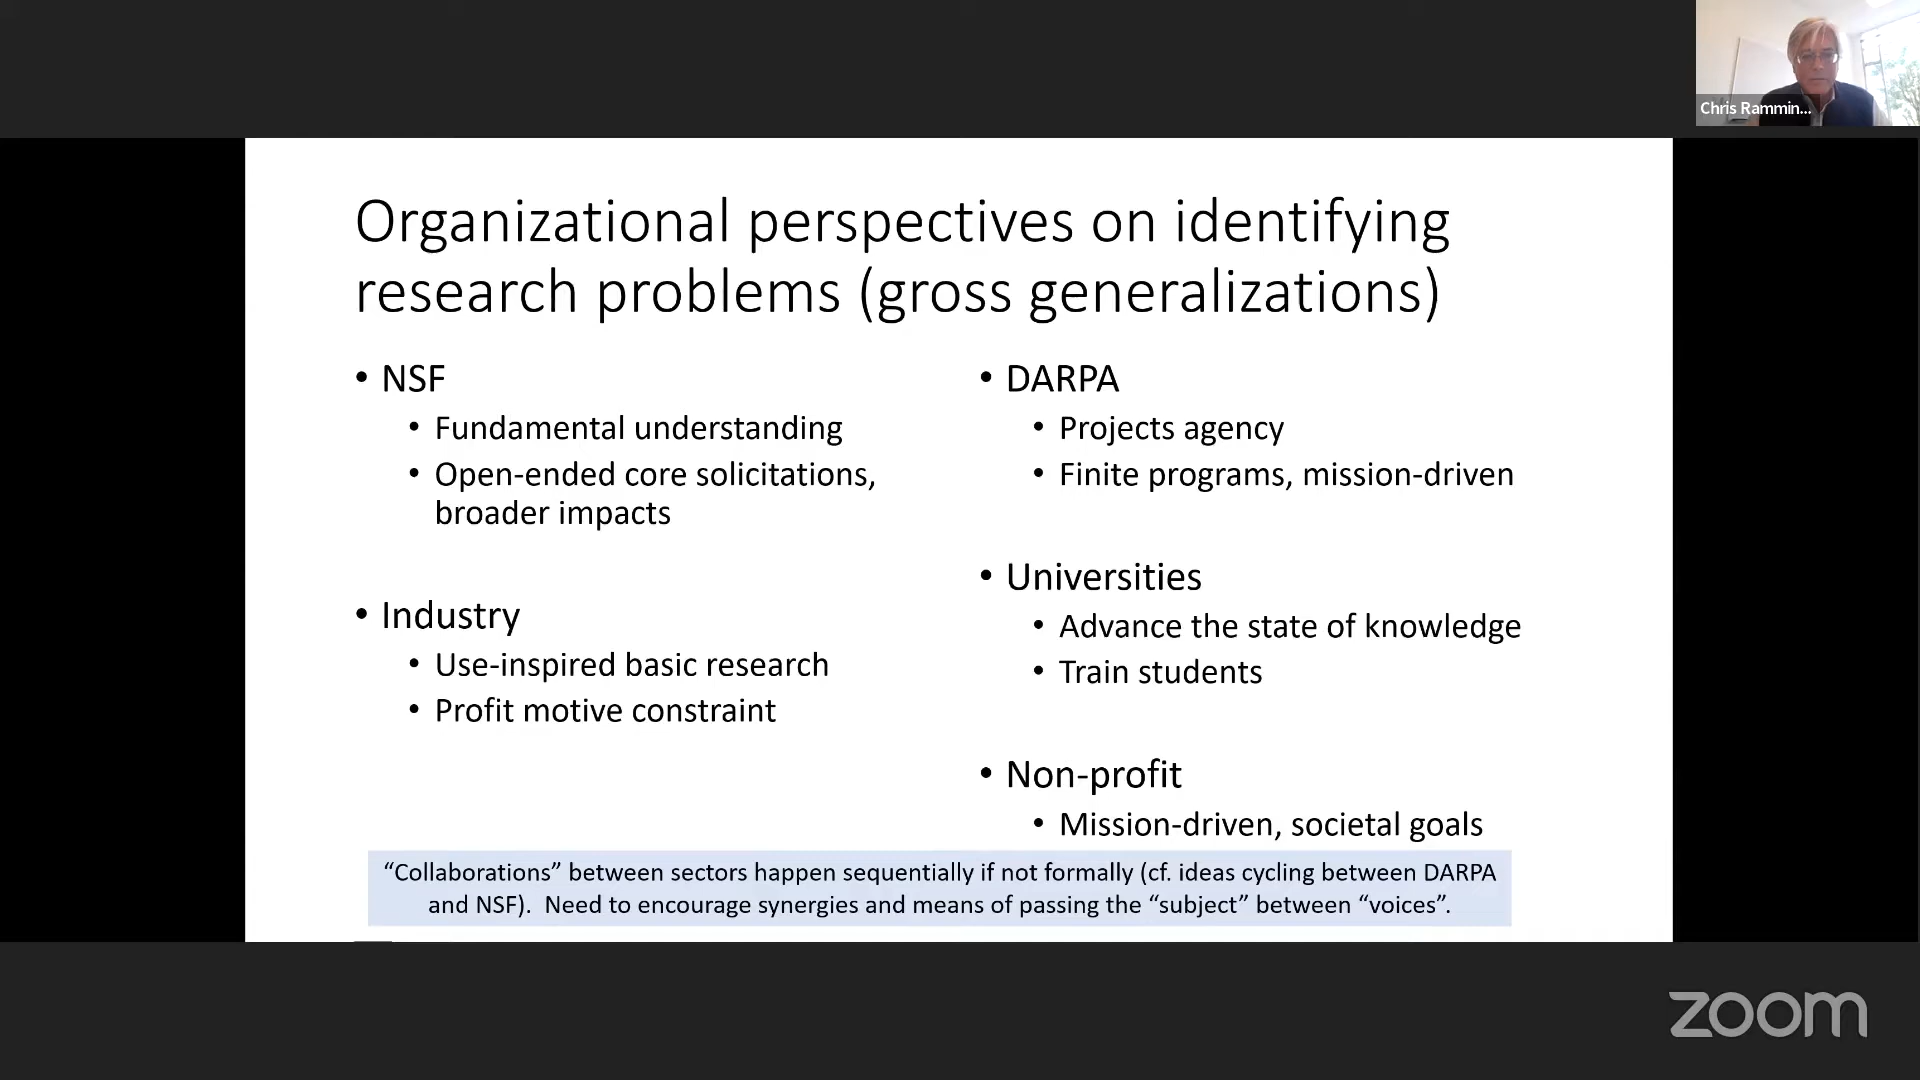 Chris Rammin...
Organizational perspectives on identifying
research problems (gross generalizations)
• NSF
• Fundamental understanding
• Open-ended core solicitations,
broader impacts
• Industry
• Use-inspired basic research
• Profit motive constraint
• DARPA
• Projects agency
• Finite programs, mission-driven
• Universities
• Advance the state of knowledge
• Train students
• Non-profit
• Mission-driven, societal goals
“Collaborations” between sectors happen sequentially if not formally (cf. ideas cycling between DARPA
and NSF).  Need to encourage synergies and means of passing the “subject” between “voices”.
zoom